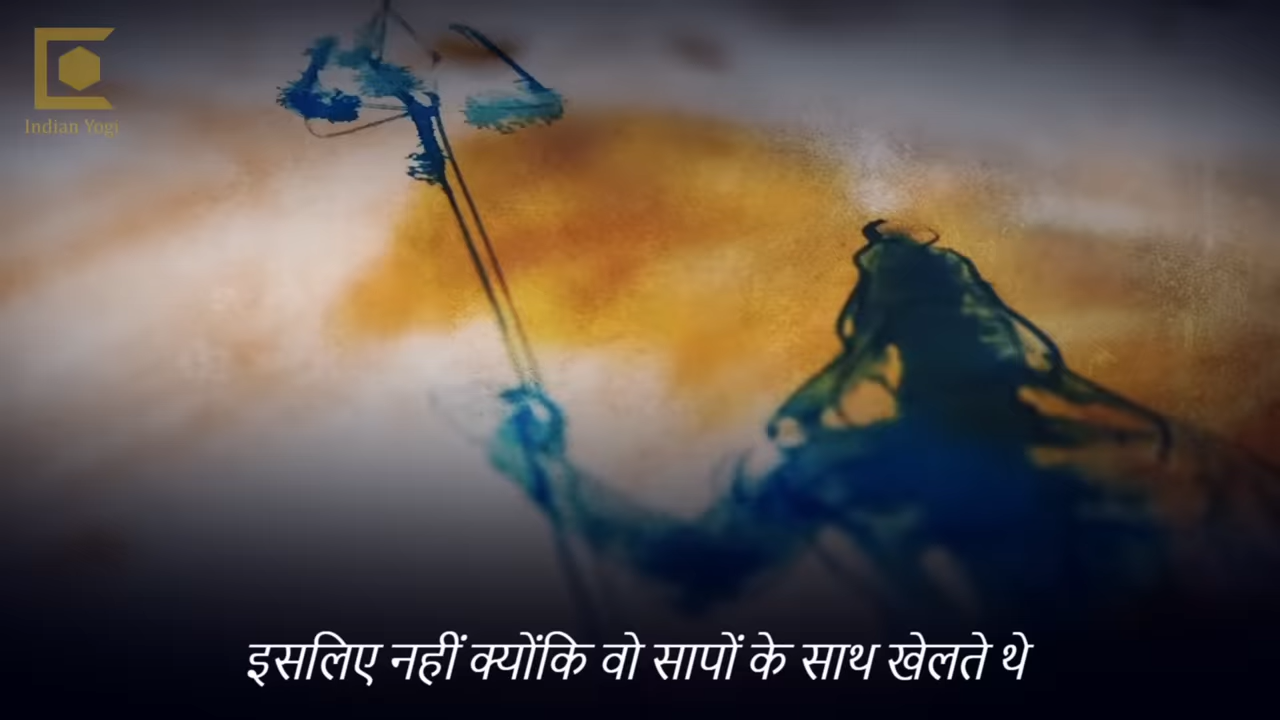 Indian Yogi
इसलिए नहीं क्योंकि वो सापों के साथ खेलते थे